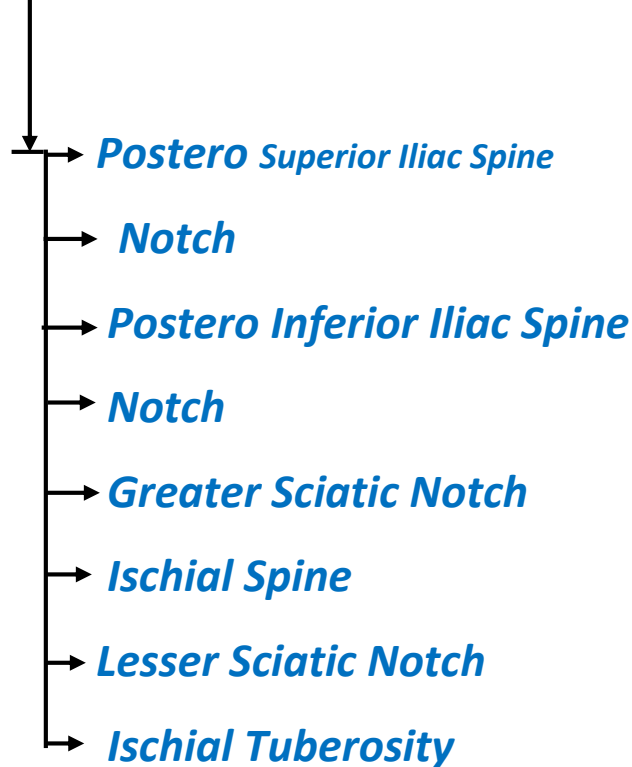 Postero Superior Iliac Spine
Notch
Postero Inferior Iliac Spine
Notch
Greater Sciatic Notch
Ischial Spine
Lesser Sciatic Notch
Ischial Tuberosity